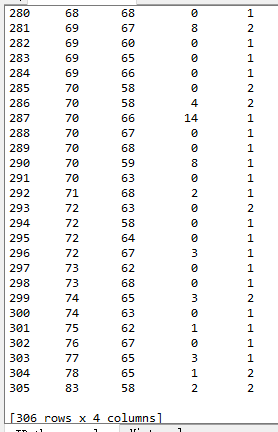 280 68 68 0 1
281 69 67 8 2
282 69 60 0 1
283 69 65 0 1
284 69 66 0 1
285 70 58 0 2
286 70 58 4 2
287 70 66 14 1
288 70 67 0 1
289 70 68 0 1
290 70 59 8 1
291 70 63 0 1
292 71 68 2 1
293 72 63 0 2
294 72 58 0 1
295 72 64 0 1
296 72 67 3 1
297 73 62 0 1
298 73 68 0 1
299 74 65 3 2
300 74 63 0 1
301 75 62 1 1
302 76 67 0 1
303 77 65 3 1
304 78 65 1 2
305 83 58 2 2
[306 rows x 4 columns]